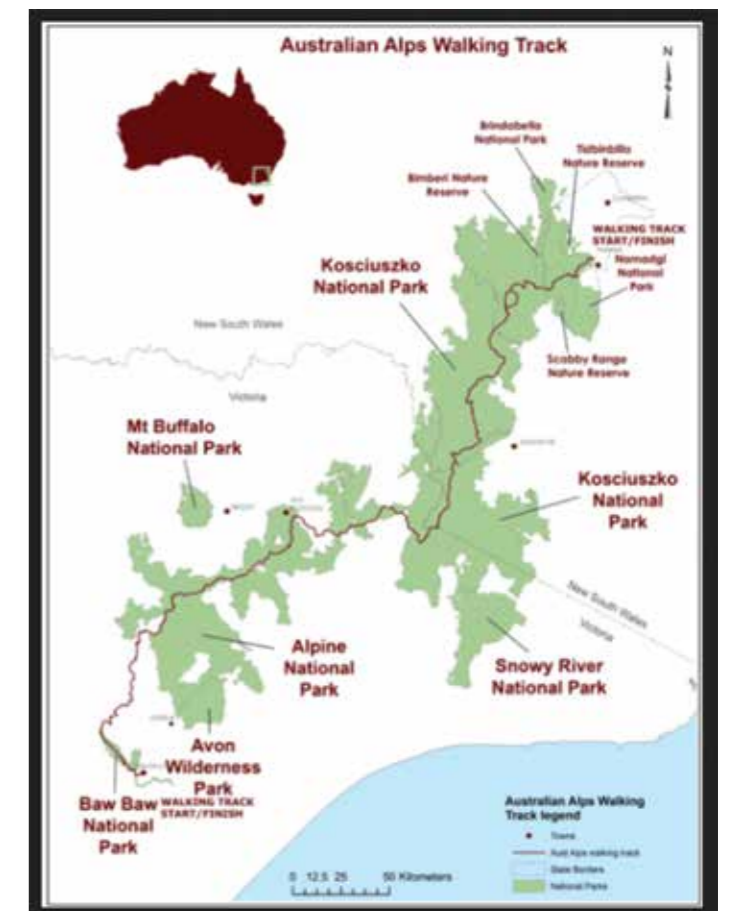 Australian Alps Walking Track
N
Brindabella
National Park
Tidbinbilla
Nature Reserve
Bimberi Nature
Reserve
WALKING TRACK
START/FINISH
Namadgi
National
Park
Kosciuszko
National Park
New South Wales
Scabby Range
Nature Reserve
Victoria
Mt Buffalo
National Park
Kosciuszko
National
Park
New South Wales
Victoria
Alpine
National
Park
Snowy River
National Park
Avon
Wilderness
Park
Baw Baw
National
Park
WALKING TRACK
START/FINISH
Australian Alps Walking
Track legend
Towns
Aust Alps walking track
State Borders
National Parks
0 12.5 25 50 Kilometers